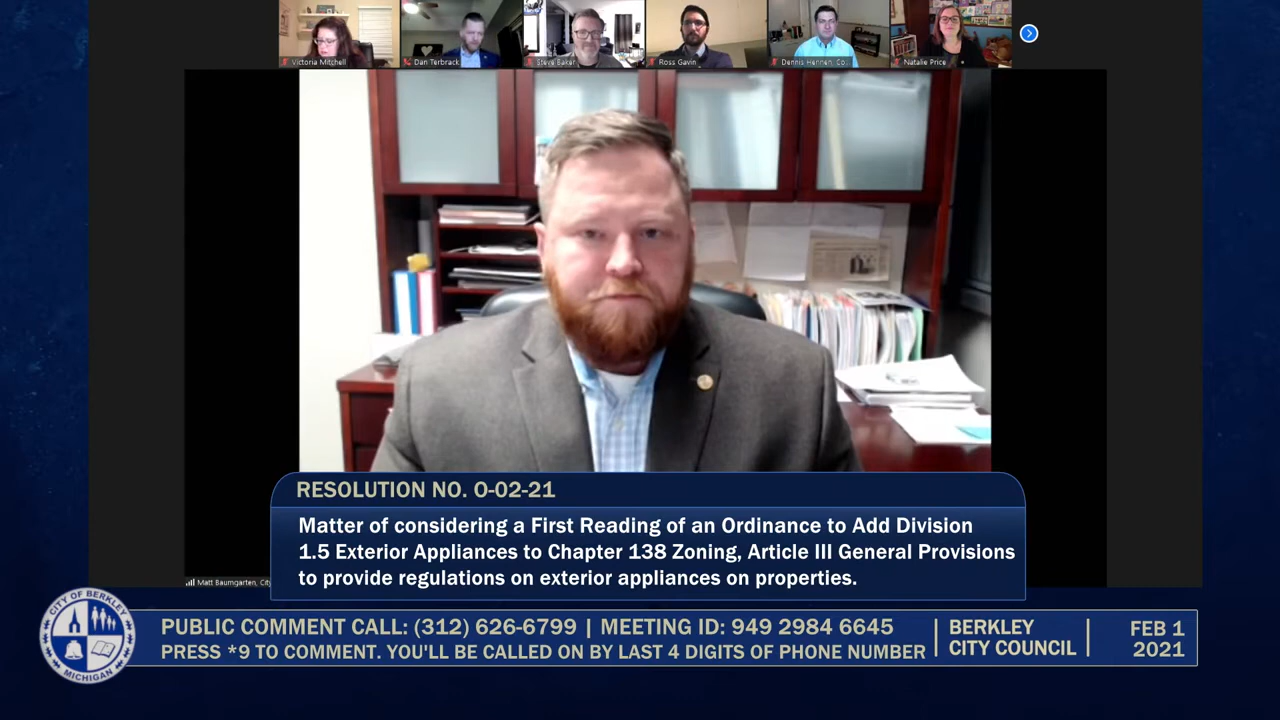 Victoria Mitchell
Dan Terbrack
Steve Baker
Ross Gavin
Dennis Hennen, Co...
Natalie Price
RESOLUTION NO. O-02-21
Matter of considering a First Reading of an Ordinance to Add Division
1.5 Exterior Appliances to Chapter 138 Zoning, Article III General Provisions
to provide regulations on exterior appliances on properties.
Matt Baumgarten, City
CITY OF BERKLEY
MICHIGAN
PUBLIC COMMENT CALL: (312) 626-6799 | MEETING ID: 949 2984 6645
PRESS *9 TO COMMENT. YOU'LL BE CALLED ON BY LAST 4 DIGITS OF PHONE NUMBER
BERKLEY
CITY COUNCIL
FEB 1
2021